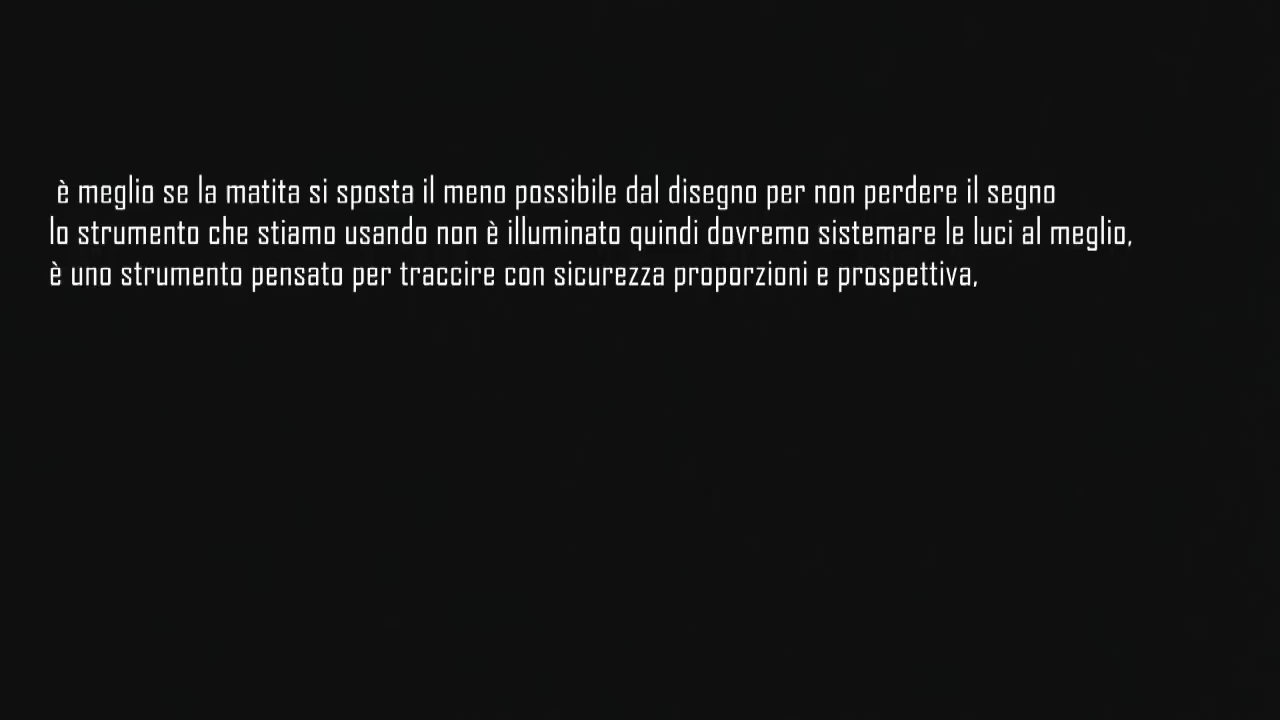 è meglio se la matita si sposta il meno possibile dal disegno per non perdere il segno
lo strumento che stiamo usando non è illuminato quindi dovremo sistemare le luci al meglio,
è uno strumento pensato per traccire con sicurezza proporzioni e prospettiva,